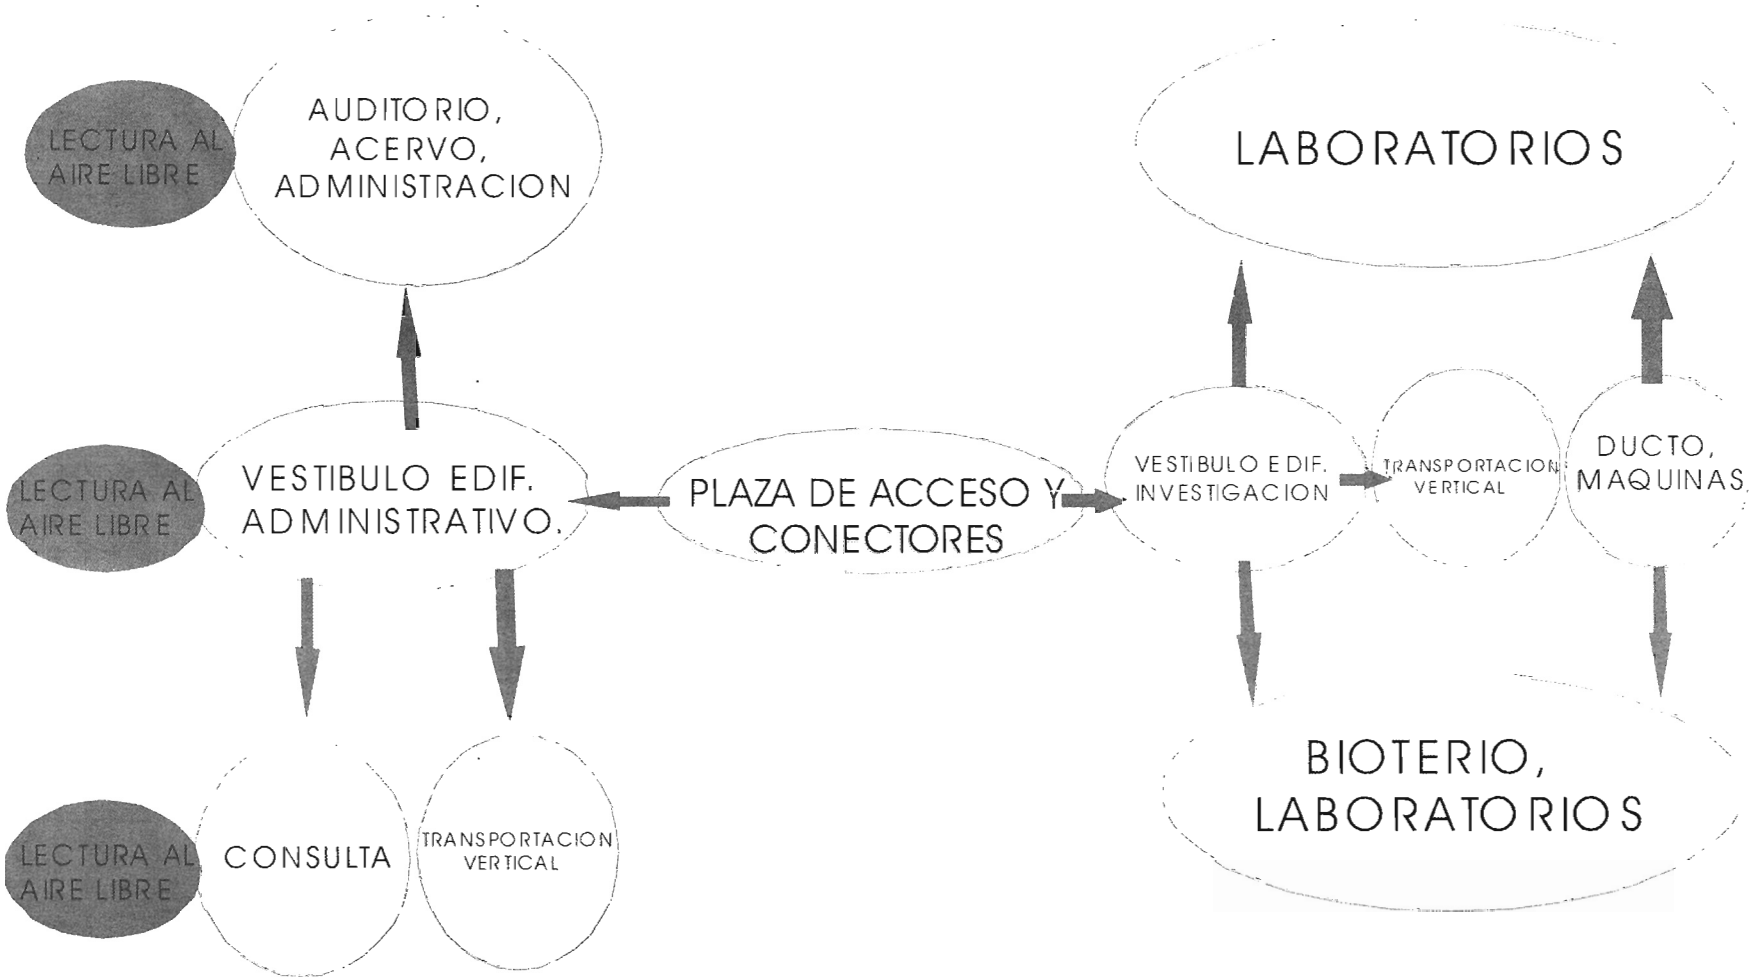 LECTURA AL
AIRE LIBRE
AUDITORIO,
ACERVO,
ADMINISTRACION
LABORATORIOS
LECTURA AL
AIRE LIBRE
VESTIBULO EDIF.
ADMINISTRATIVO.
PLAZA DE ACCESO Y
CONECTORES
VESTIBULO EDIF.
INVESTIGACION
TRANSPORTACION
VERTICAL
DUCTO,
MAQUINAS,
LECTURA AL
AIRE LIBRE
CONSULTA
TRANSPORTACION
VERTICAL
BIOTERIO,
LABORATORIOS